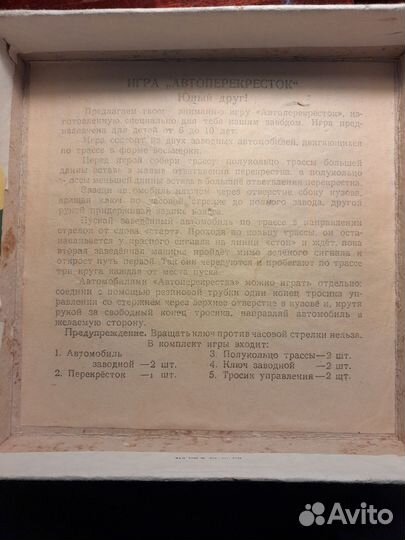 ИГРА „АВТОПЕРЕКРЕСТОК"
Юный друг!
Предлагаем твоему вниманию игру «Автоперекресток», из-
готовленную специально для тебя нашим заводом. Игра пред-
назначена для детей от 6 до 10 лет.
Игра состоит из двух заводных автомобилей, двигающихся
по трассе в форме восьмерки.
Перед игрой собери трассу: полукольцо трассы большей
длины вставь в малые ответвления перекрестка, а полукольцо
трассы меньшей длины вставь в большие ответвления перекрестка.
Заведи автомобиль ключом через отверстие сбоку кузова,
вращая ключ по часовой стрелке до полного завода, другой
рукой придерживай задние колеса.
Пускай заведённый автомобиль по трассе в направлении
стрелок от слова «старт». Проходя по кольцу трассы, он оста-
навливается у красного сигнала на линии «стоп» и ждёт, пока
вторая заведённая машина пройдёт мимо зеленого сигнала и
откроет путь первой. Так они чередуются и пробегают по трассе
три круга каждая от места пуска.
Автомобилями «Автоперекрестка» можно играть отдельно:
соедини с помощью резиновой трубки один конец тросика уп-
равления со стержнем через верхнее отверстие в кузове и, крутя
рукой за свободный конец тросика, направляй автомобиль в
желаемую сторону.
Предупреждение. Вращать ключ против часовой стрелки нельзя.
В комплект игры входит:
1. Автомобиль заводной —2 шт.
2. Перекрёсток —1 шт.
3. Полукольцо трассы —2 шт.
4. Ключ заводной —2 шт.
5. Тросик управления —2 шт.
Avito